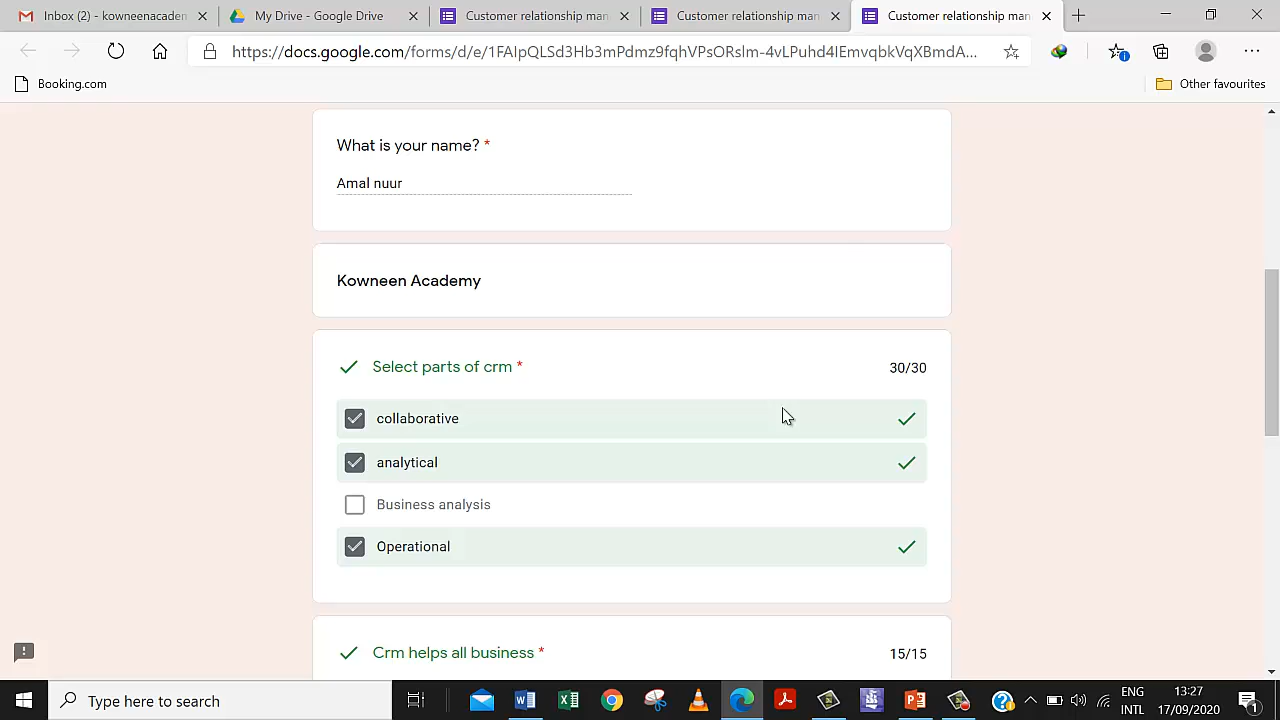 Inbox (2) - kowneenacaden
My Drive - Google Drive
Customer relationship ma
Customer relationship ma
Customer relationship man
https://docs.google.com/forms/d/e/1FAIpQLSd3Hb3mPdmz9fqhVPsORslm-4vLPuhd4IEmvqbkVqXBmdA...
Booking.com
Other favourites
What is your name? *
Amal nuur
Kowneen Academy
Select parts of crm *
30/30
collaborative
analytical
Business analysis
Operational
Crm helps all business *
15/15
Type here to search
ENG
INTL
13:27
17/09/2020
1